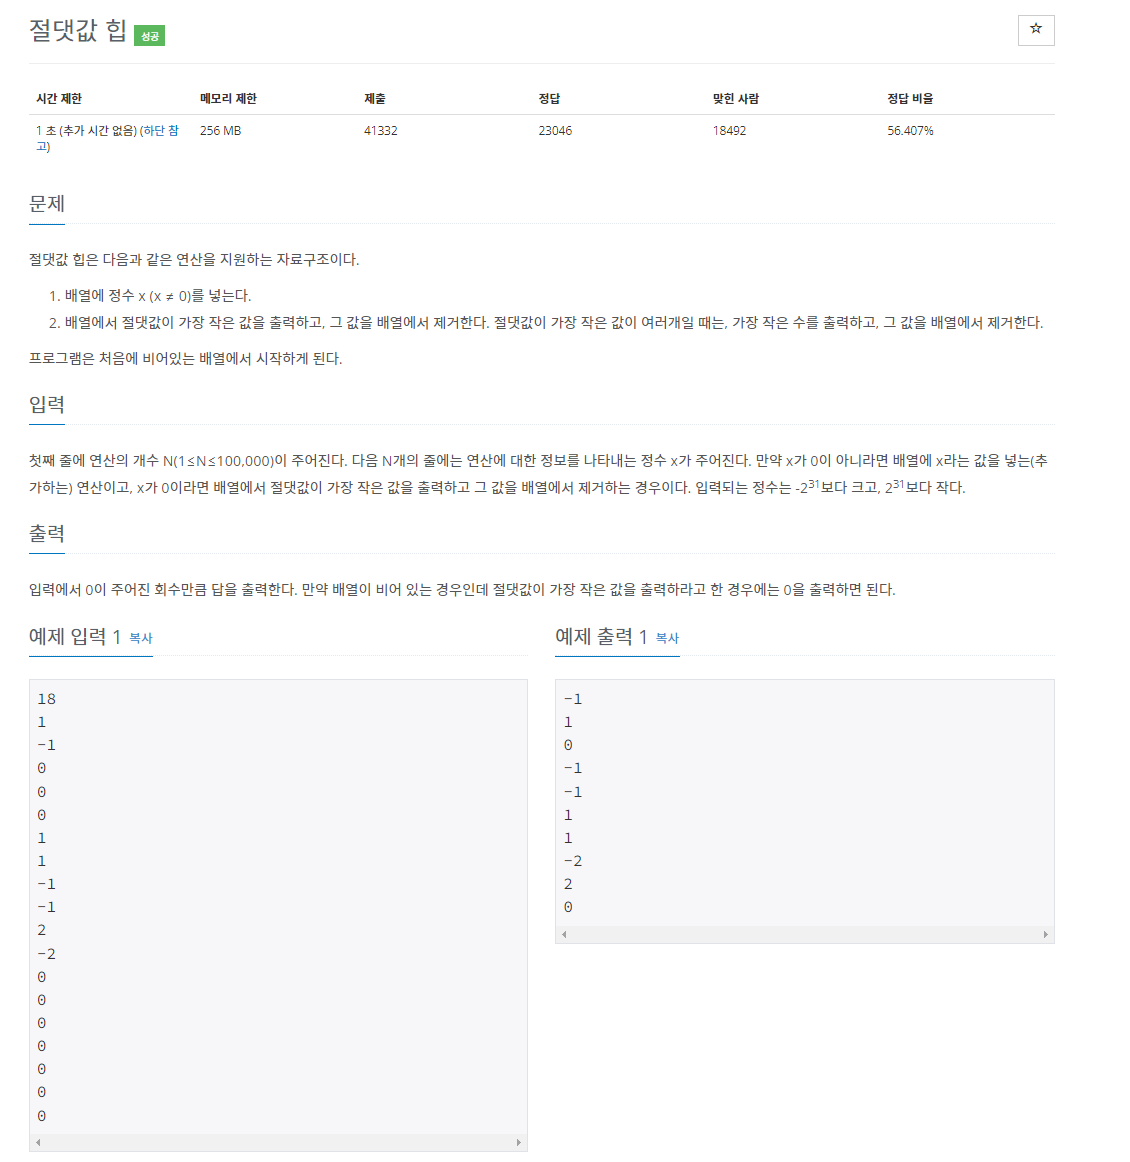 절댓값 힙 성공
☆
시간 제한 메모리 제한 제출 정답 맞힌 사람 정답 비율
1 초 (추가 시간 없음) (하단 참
고) 256 MB 41332 23046 18492 56.407%
문제
절댓값 힙은 다음과 같은 연산을 지원하는 자료구조이다.
1. 배열에 정수 x (x ≠ 0)를 넣는다.
2. 배열에서 절댓값이 가장 작은 값을 출력하고, 그 값을 배열에서 제거한다. 절댓값이 가장 작은 값이 여러개일 때는, 가장 작은 수를 출력하고, 그 값을 배열에서 제거한다.
프로그램은 처음에 비어있는 배열에서 시작하게 된다.
입력
첫째 줄에 연산의 개수 N(1≤N≤100,000)이 주어진다. 다음 N개의 줄에는 연산에 대한 정보를 나타내는 정수 x가 주어진다. 만약 x가 0이 아니라면 배열에 x라는 값을 넣는(추
가하는) 연산이고, x가 0이라면 배열에서 절댓값이 가장 작은 값을 출력하고 그 값을 배열에서 제거하는 경우이다. 입력되는 정수는 -2³¹보다 크고, 2³¹보다 작다.
출력
입력에서 0이 주어진 회수만큼 답을 출력한다. 만약 배열이 비어 있는 경우인데 절댓값이 가장 작은 값을 출력하라고 한 경우에는 0을 출력하면 된다.
예제 입력 1 복사
18
1
-1
0
0
0
1
1
-1
-1
2
-2
0
0
0
0
0
0
0
예제 출력 1 복사
-1
1
0
-1
-1
1
1
-2
2
0